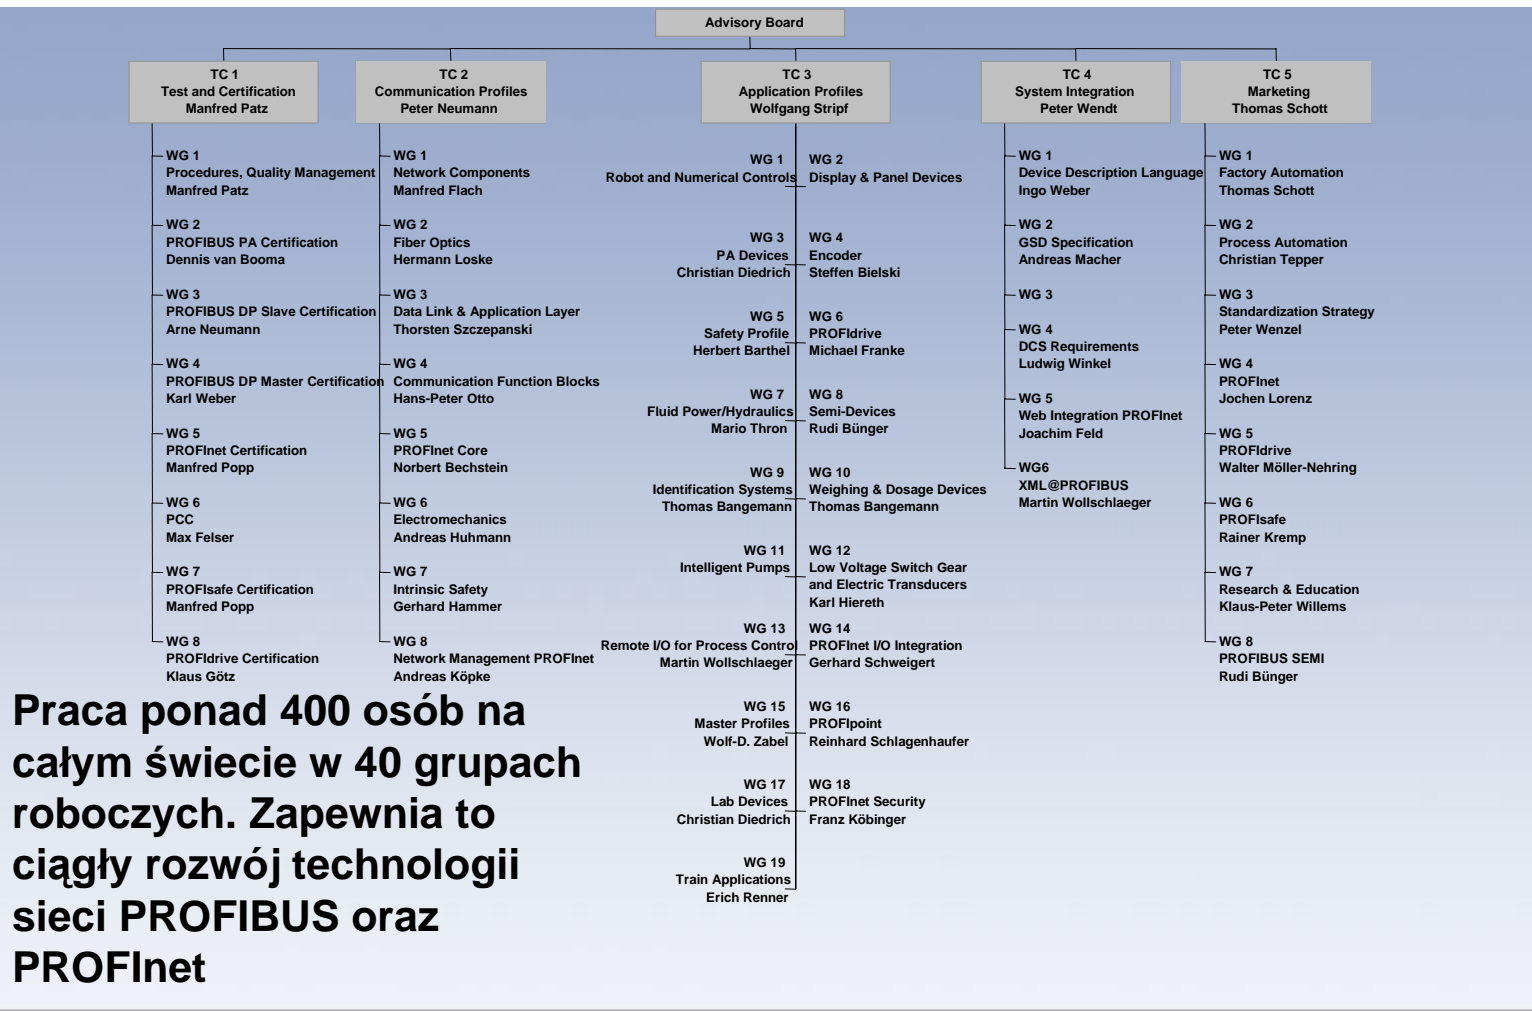 Advisory Board
TC 1
Test and Certification
Manfred Patz
TC 2
Communication Profiles
Peter Neumann
TC 3
Application Profiles
Wolfgang Stripf
TC 4
System Integration
Peter Wendt
TC 5
Marketing
Thomas Schott
WG 1
Procedures, Quality Management
Manfred Patz
WG 2
PROFIBUS PA Certification
Dennis van Booma
WG 3
PROFIBUS DP Slave Certification
Arne Neumann
WG 4
PROFIBUS DP Master Certification
Karl Weber
WG 5
PROFInet Certification
Manfred Popp
WG 6
PCC
Max Felser
WG 7
PROFIsafe Certification
Manfred Popp
WG 8
PROFIdrive Certification
Klaus Götz
WG 1
Network Components
Manfred Flach
WG 2
Fiber Optics
Hermann Loske
WG 3
Data Link & Application Layer
Thorsten Szczepanski
WG 4
Communication Function Blocks
Hans-Peter Otto
WG 5
PROFInet Core
Norbert Bechstein
WG 6
Electromechanics
Andreas Huhmann
WG 7
Intrinsic Safety
Gerhard Hammer
WG 8
Network Management PROFInet
Andreas Köpke
WG 1
Robot and Numerical Controls
WG 2
Display & Panel Devices
WG 3
PA Devices
Christian Diedrich
WG 4
Encoder
Steffen Bielski
WG 5
Safety Profile
Herbert Barthel
WG 6
PROFIdrive
Michael Franke
WG 7
Fluid Power/Hydraulics
Mario Thron
WG 8
Semi-Devices
Rudi Bünger
WG 9
Identification Systems
Thomas Bangemann
WG 10
Weighing & Dosage Devices
Thomas Bangemann
WG 11
Intelligent Pumps
WG 12
Low Voltage Switch Gear
and Electric Transducers
Karl Hiereth
WG 13
Remote I/O for Process Control
Martin Wollschlaeger
WG 14
PROFInet I/O Integration
Gerhard Schweigert
WG 15
Master Profiles
Wolf-D. Zabel
WG 16
PROFIpoint
Reinhard Schlagenhaufer
WG 17
Lab Devices
Christian Diedrich
WG 18
PROFInet Security
Franz Köbinger
WG 19
Train Applications
Erich Renner
WG 1
Device Description Language
Ingo Weber
WG 2
GSD Specification
Andreas Macher
WG 3
WG 4
DCS Requirements
Ludwig Winkel
WG 5
Web Integration PROFInet
Joachim Feld
WG6
XML@PROFIBUS
Martin Wollschlaeger
WG 1
Factory Automation
Thomas Schott
WG 2
Process Automation
Christian Tepper
WG 3
Standardization Strategy
Peter Wenzel
WG 4
PROFInet
Jochen Lorenz
WG 5
PROFIdrive
Walter Möller-Nehring
WG 6
PROFIsafe
Rainer Kremp
WG 7
Research & Education
Klaus-Peter Willems
WG 8
PROFIBUS SEMI
Rudi Bünger
Praca ponad 400 osób na
całym świecie w 40 grupach
roboczych. Zapewnia to
ciągły rozwój technologii
sieci PROFIBUS oraz
PROFInet